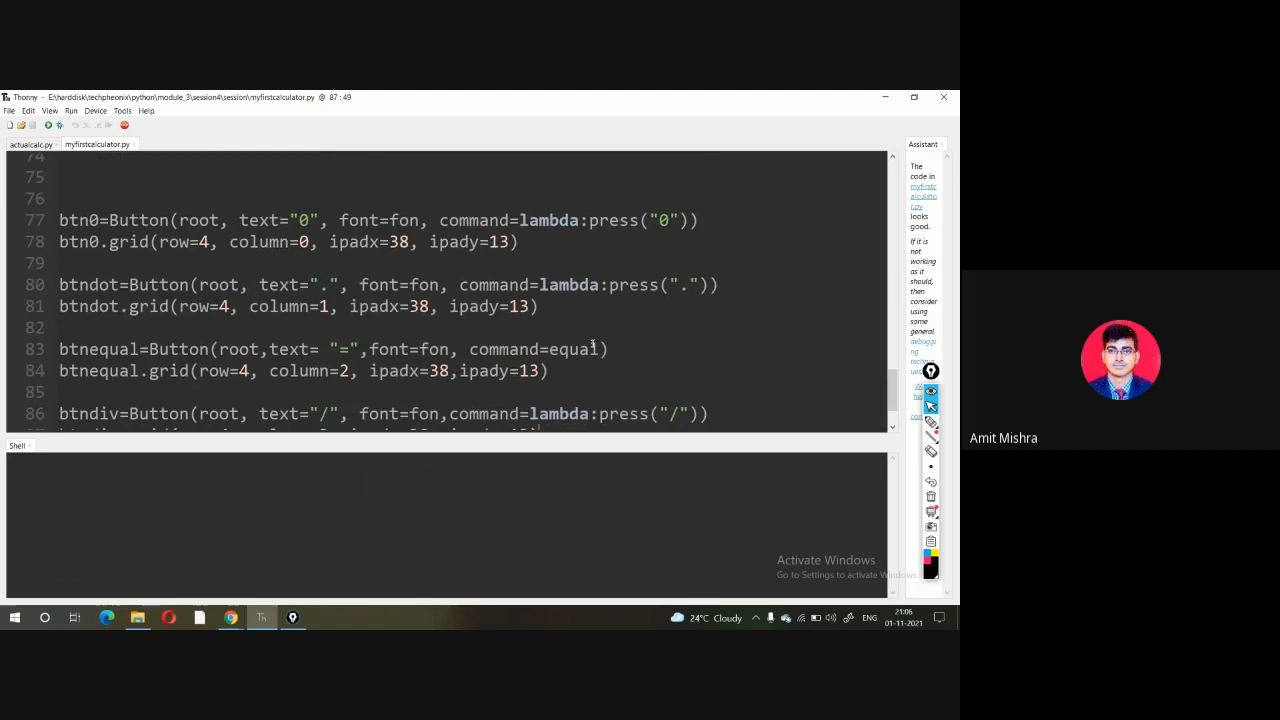 Thonny - E:\harddisk\techpheonix\python\module_3\session4\session\myfirstcalculator.py @ 87 : 49
File Edit View Run Device Tools Help
actualcalc.py myfirstcalculator.py
74
75
76
77 btn0=Button(root, text="0", font=fon, command=lambda:press("0"))
78 btn0.grid(row=4, column=0, ipadx=38, ipady=13)
79
80 btndot=Button(root, text=".", font=fon, command=lambda:press("."))
81 btndot.grid(row=4, column=1, ipadx=38, ipady=13)
82
83 btnequal=Button(root,text= "=",font=fon, command=equal)
84 btnequal.grid(row=4, column=2, ipadx=38,ipady=13)
85
86 btndiv=Button(root, text="/", font=fon,command=lambda:press("/"))
Shell
Assistant
The
code in
myfirstc
alculato
r.py
looks
good.
If it is
not
working
as it
should,
then
consider
using
some
general
debugg
ing
Amit Mishra
Activate Windows
Go to Settings to activate Windows.
24°C Cloudy
ENG
21:06
01-11-2021